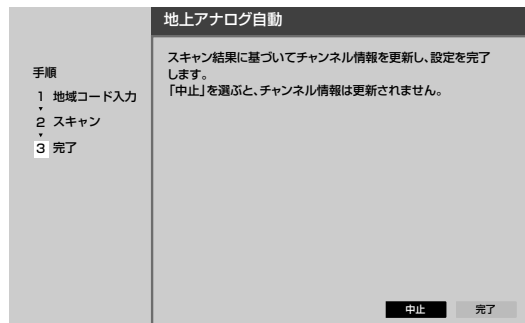 地上アナログ自動
手順
1 地域コード入力
2 スキャン
3 完了
スキャン結果に基づいてチャンネル情報を更新し、設定を完了
します。
「中止」を選ぶと、チャンネル情報は更新されません。
中止 完了